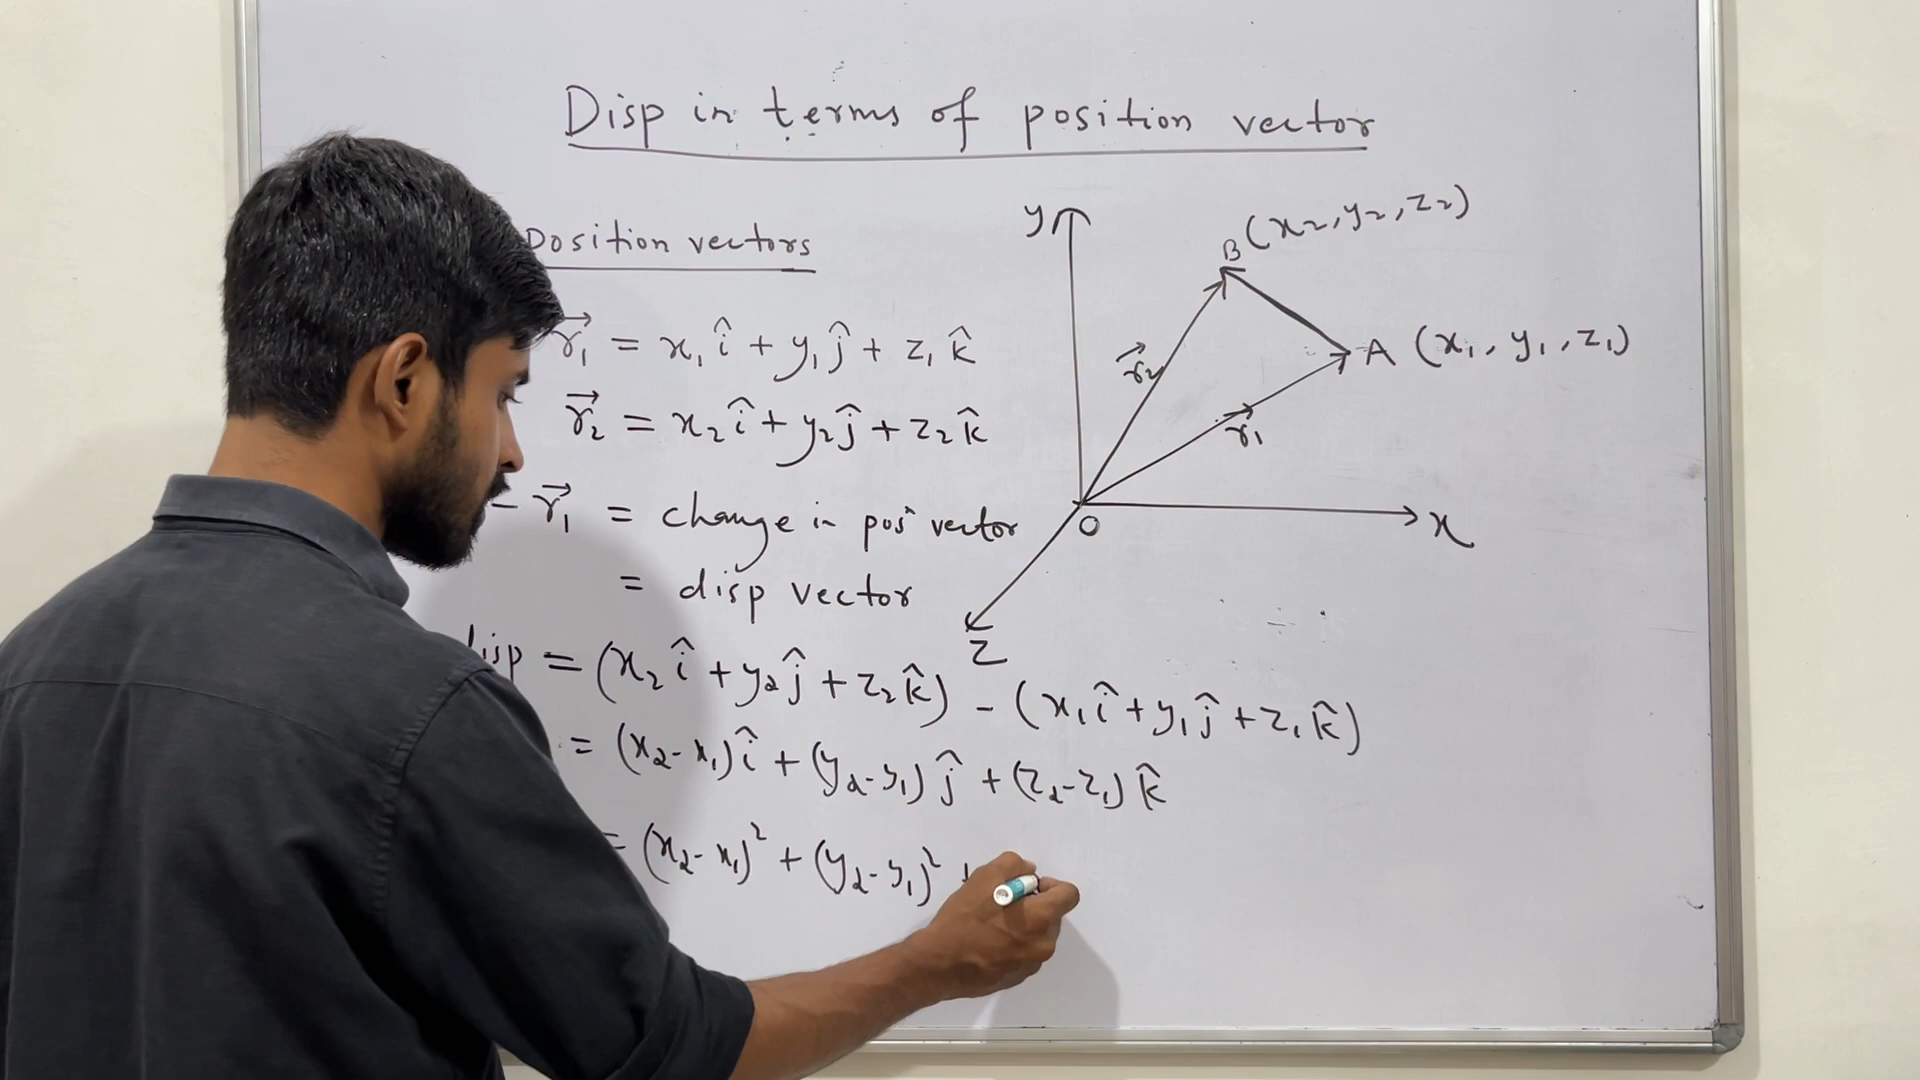 Disp in terms of position vector
position vectors
r⃗₁ = x₁î + y₁ĵ + z₁k̂
r⃗₂ = x₂î + y₂ĵ + z₂k̂
− r⃗₁ = change in posⁿ vector
= disp vector
disp = (x₂î + y₂ĵ + z₂k̂) − (x₁î + y₁ĵ + z₁k̂)
= (x₂ − x₁)î + (y₂ − y₁)ĵ + (z₂ − z₁)k̂
= (x₂ − x₁)² + (y₂ − y₁)² +
y
B (x₂, y₂, z₂)
A (x₁, y₁, z₁)
r⃗₂
r⃗₁
O
x
z